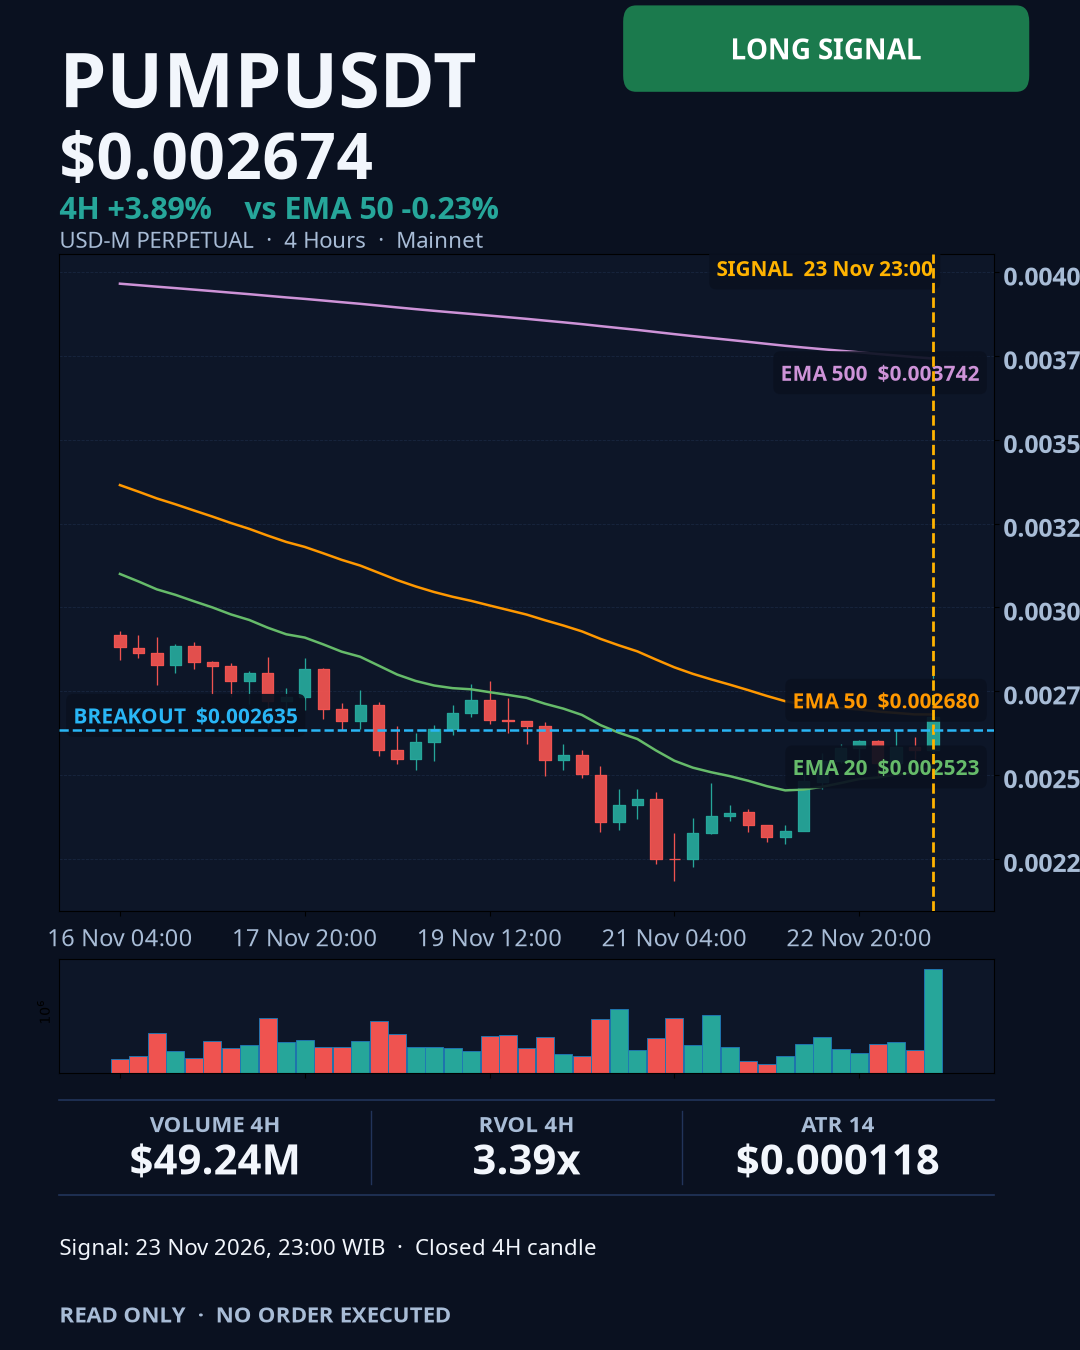 LONG SIGNAL
PUMPUSDT
$0.002674
4H +3.89% vs EMA 50 -0.23%
USD-M PERPETUAL · 4 Hours · Mainnet
SIGNAL 23 Nov 23:00
0.0040
0.0037
EMA 500 $0.003742
0.0035
0.0032
0.0030
0.0027
EMA 50 $0.002680
BREAKOUT $0.002635
EMA 20 $0.002523
0.0025
0.0022
16 Nov 04:00 17 Nov 20:00 19 Nov 12:00 21 Nov 04:00 22 Nov 20:00
10⁶
VOLUME 4H RVOL 4H ATR 14
$49.24M 3.39x $0.000118
Signal: 23 Nov 2026, 23:00 WIB · Closed 4H candle
READ ONLY · NO ORDER EXECUTED